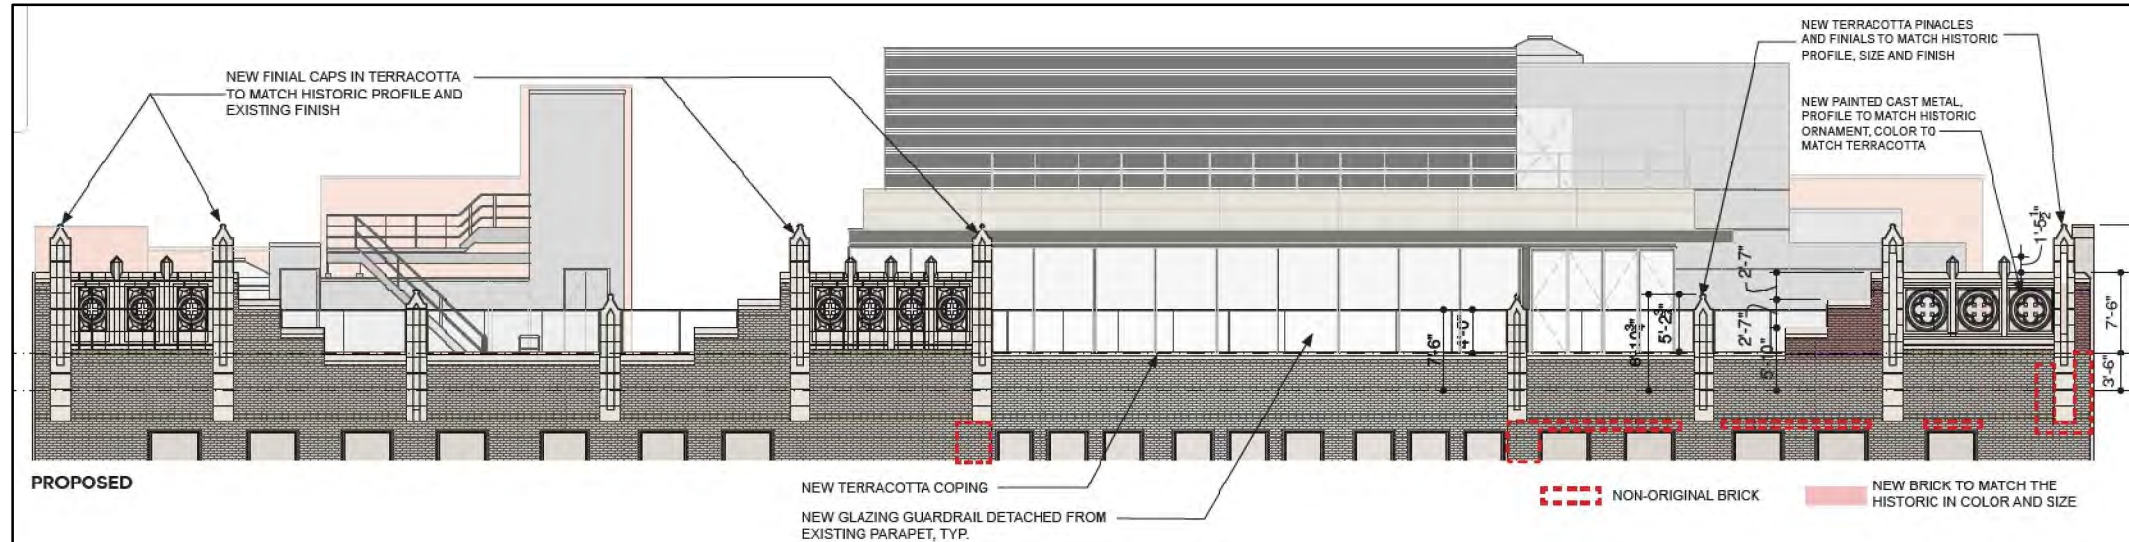 NEW FINIAL CAPS IN TERRACOTTA
TO MATCH HISTORIC PROFILE AND
EXISTING FINISH
NEW TERRACOTTA PINACLES
AND FINIALS TO MATCH HISTORIC
PROFILE, SIZE AND FINISH
NEW PAINTED CAST METAL,
PROFILE TO MATCH HISTORIC
ORNAMENT, COLOR TO
MATCH TERRACOTTA
1'-5½"
2'-7"
2'-7"
5'-0"
7'-6"
4'-0"
5'-2¾"
7'-6"
3'-6"
PROPOSED
NEW TERRACOTTA COPING
NEW GLAZING GUARDRAIL DETACHED FROM
EXISTING PARAPET, TYP.
NON-ORIGINAL BRICK
NEW BRICK TO MATCH THE
HISTORIC IN COLOR AND SIZE